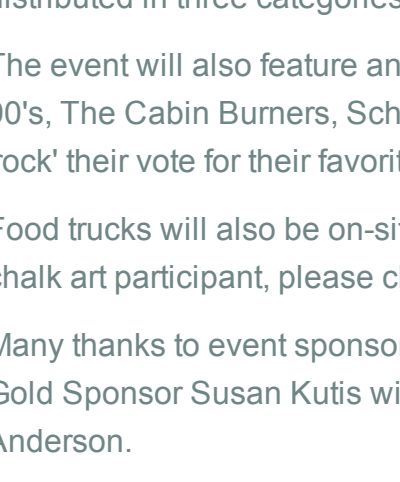 distributed in three categories
The event will also feature an
00's, The Cabin Burners, Sch
rock' their vote for their favorit
Food trucks will also be on-si
chalk art participant, please c
Many thanks to event sponso
Gold Sponsor Susan Kutis wi
Anderson.